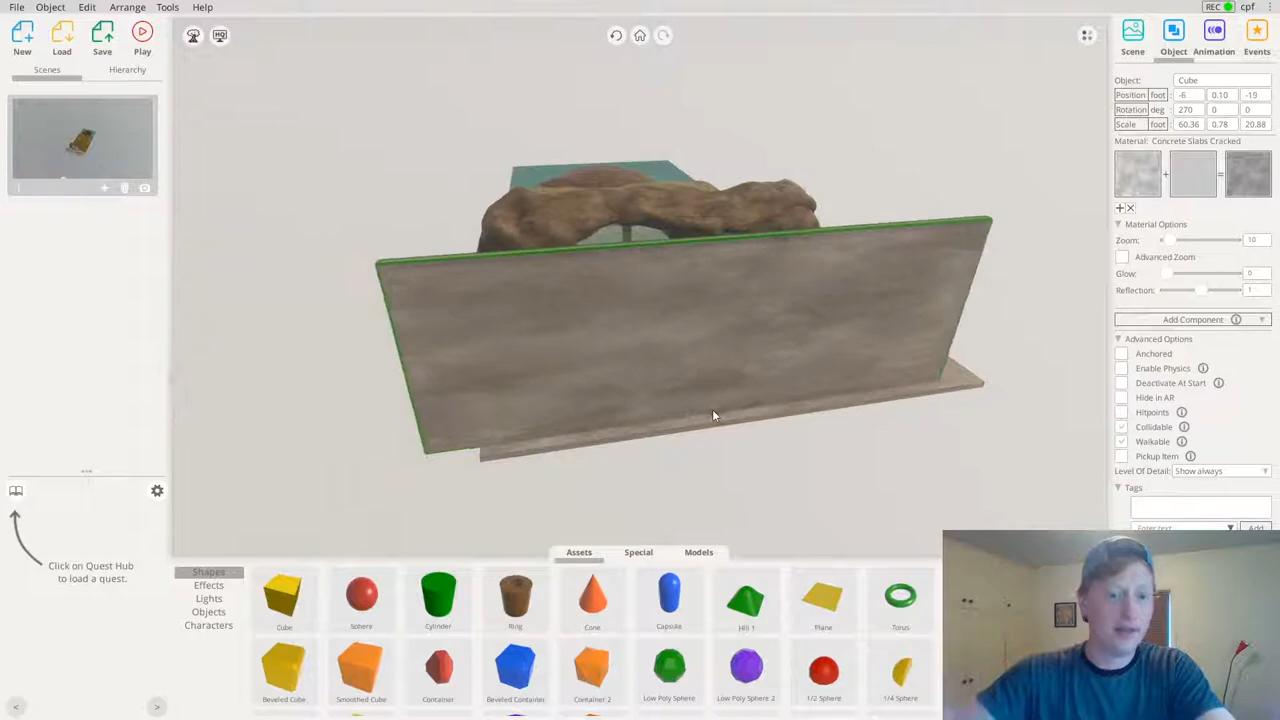 File Object Edit Arrange Tools Help
REC cpf
New Load Save Play
Scenes Hierarchy
Scene Object Animation Events
Object: Cube
Position foot : -6 0.10 -19
Rotation deg : 270 0 0
Scale foot : 60.36 0.78 20.88
Material: Concrete Slabs Cracked
+ =
Material Options
Zoom: 10
Advanced Zoom
Glow: 0
Reflection: 1
Add Component
Advanced Options
Anchored
Enable Physics
Deactivate At Start
Hide in AR
Hitpoints
Collidable
Walkable
Pickup Item
Level Of Detail: Show always
Tags
Enter text Add
Click on Quest Hub
to load a quest.
< >
Assets Special Models
Shapes
Effects
Lights
Objects
Characters
Cube Sphere Cylinder Ring Cone Capsule Hill 1 Plane Torus
Beveled Cube Smoothed Cube Container Beveled Container Container 2 Low Poly Sphere Low Poly Sphere 2 1/2 Sphere 1/4 Sphere
HQ